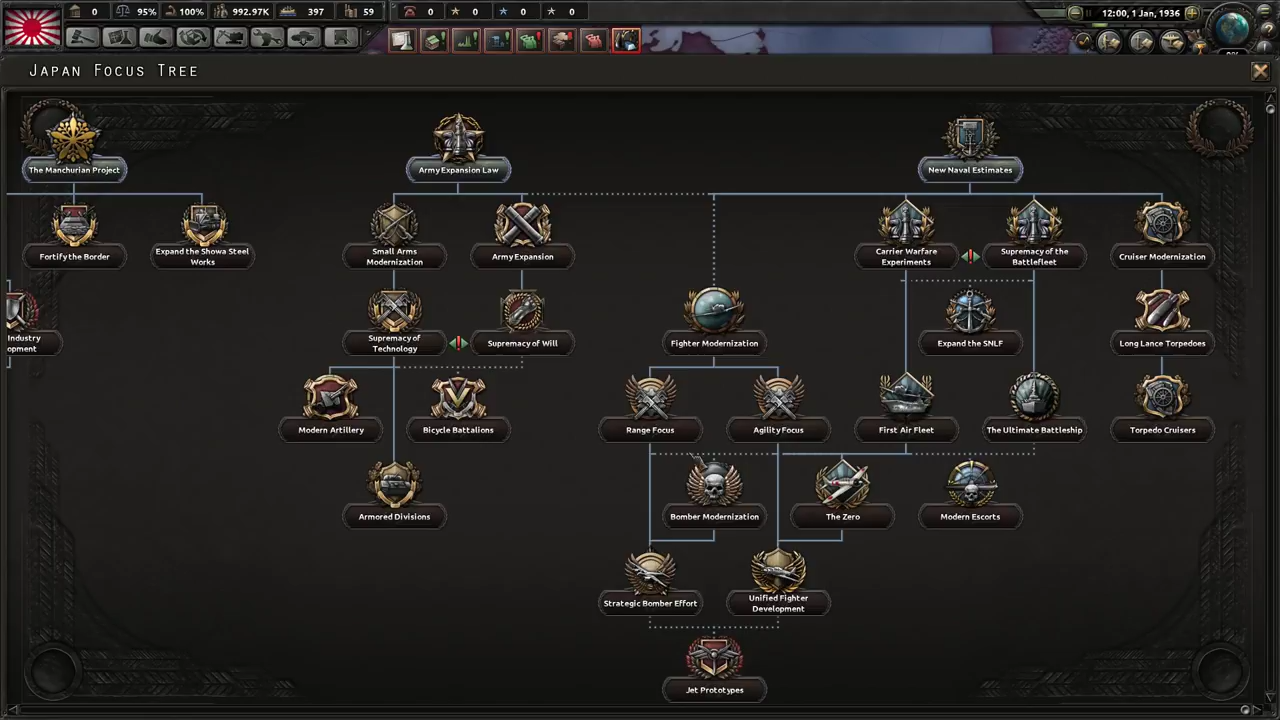 0
95%
100%
992.97K
397
59
0
0
0
0
12:00, 1 Jan, 1936
Japan Focus Tree
The Manchurian Project
Army Expansion Law
New Naval Estimates
Fortify the Border
Expand the Showa Steel
Works
Small Arms
Modernization
Army Expansion
Carrier Warfare
Experiments
Supremacy of the
Battlefleet
Cruiser Modernization
Industry
opment
Supremacy of
Technology
Supremacy of Will
Fighter Modernization
Expand the SNLF
Long Lance Torpedoes
Modern Artillery
Bicycle Battalions
Range Focus
Agility Focus
First Air Fleet
The Ultimate Battleship
Torpedo Cruisers
Armored Divisions
Bomber Modernization
The Zero
Modern Escorts
Strategic Bomber Effort
Unified Fighter
Development
Jet Prototypes